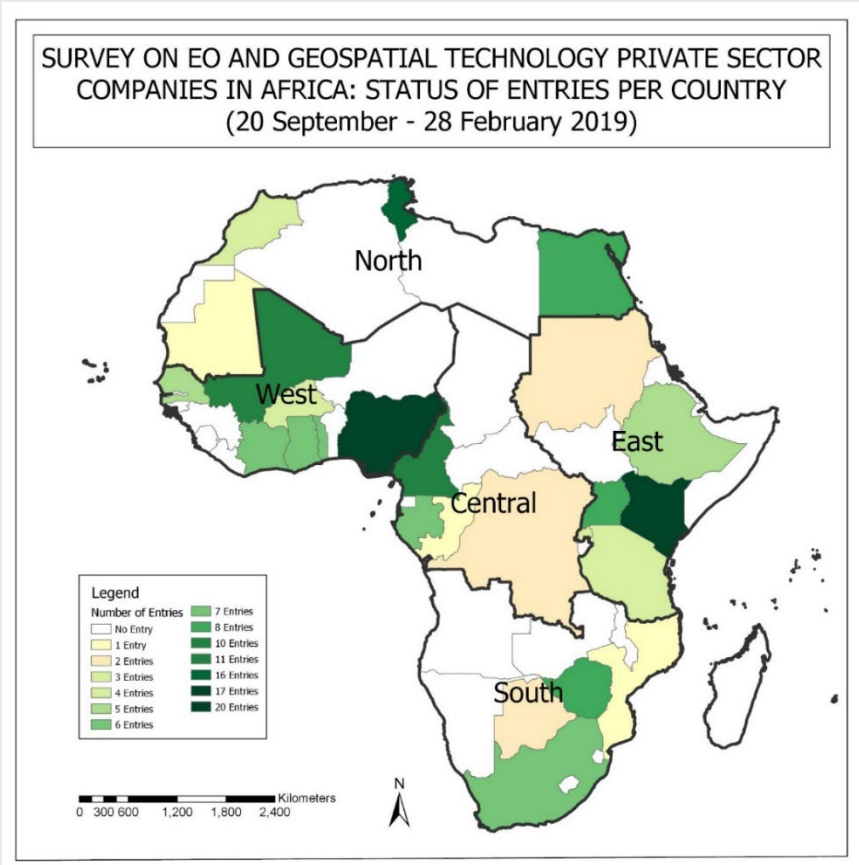 SURVEY ON EO AND GEOSPATIAL TECHNOLOGY PRIVATE SECTOR
COMPANIES IN AFRICA: STATUS OF ENTRIES PER COUNTRY
(20 September - 28 February 2019)
North
West
East
Central
South
Legend
Number of Entries
No Entry
1 Entry
2 Entries
3 Entries
4 Entries
5 Entries
6 Entries
7 Entries
8 Entries
10 Entries
11 Entries
16 Entries
17 Entries
20 Entries
Kilometers
0 300 600 1,200 1,800 2,400
N